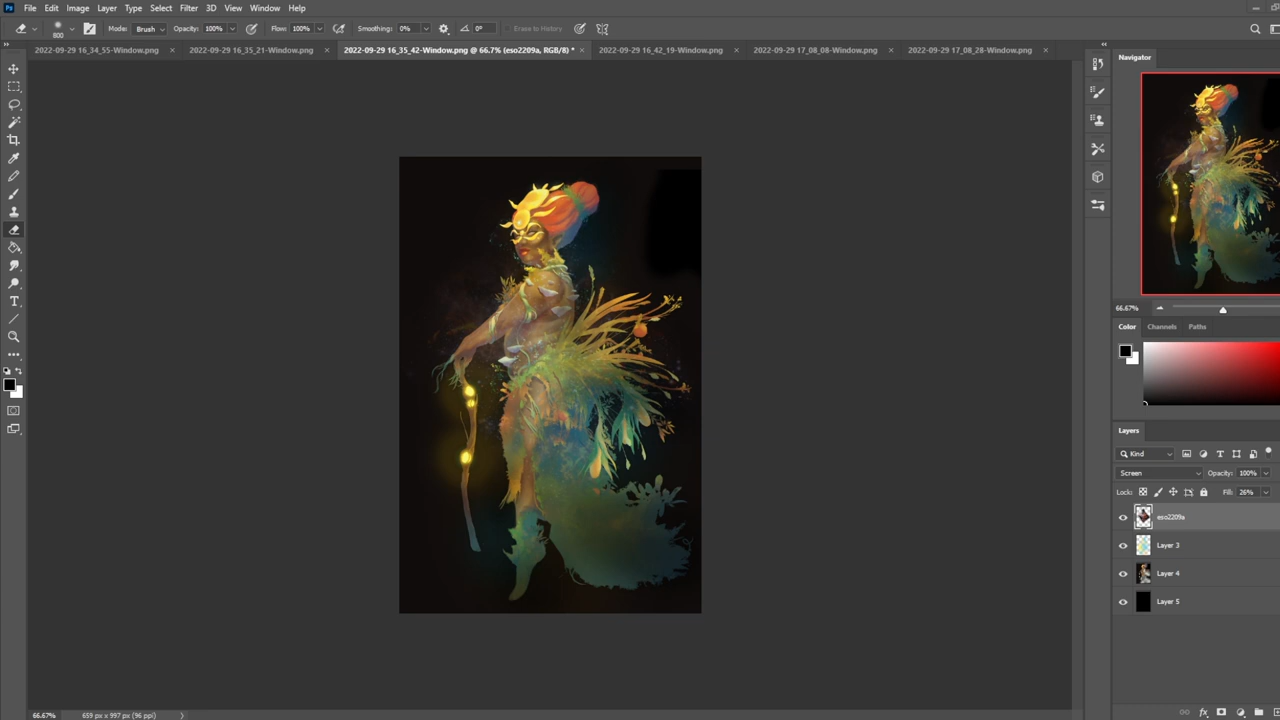 Ps File Edit Image Layer Type Select Filter 3D View Window Help
800 Mode: Brush Opacity: 100% Flow: 100% Smoothing: 0% 0° Erase to History
2022-09-29 16_34_55-Window.png × 2022-09-29 16_35_21-Window.png × 2022-09-29 16_35_42-Window.png @ 66.7% (eso2209a, RGB/8) * × 2022-09-29 16_42_19-Window.png × 2022-09-29 17_08_08-Window.png × 2022-09-29 17_08_28-Window.png ×
Navigator
66.67%
Color Channels Paths
Layers
Kind
Screen Opacity: 100%
Lock: Fill: 26%
eso2209a
Layer 3
Layer 4
Layer 5
fx
66.67% 659 px x 997 px (96 ppi)